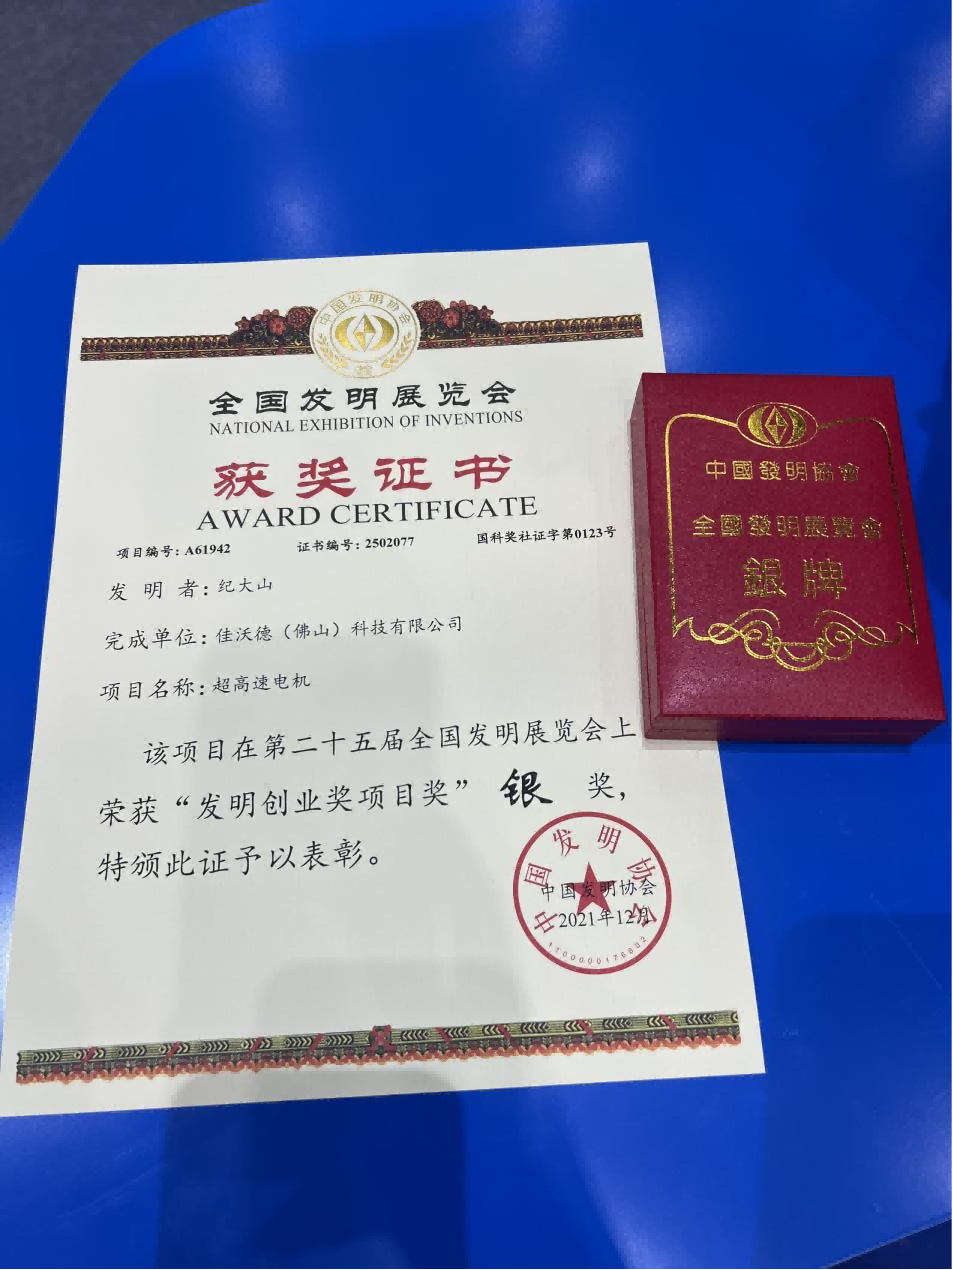 中国发明协会
全国发明展览会
NATIONAL EXHIBITION OF INVENTIONS
获奖证书
AWARD CERTIFICATE
项目编号：A61942 证书编号：2502077 国科奖社证字第0123号
发明者：纪大山
完成单位：佳沃德（佛山）科技有限公司
项目名称：超高速电机
该项目在第二十五届全国发明展览会上
荣获“发明创业奖项目奖” 银 奖，
特颁此证予以表彰。
中国发明协会
中国发明协会
2021年12月
中國發明協會
全國發明展覽會
銀牌